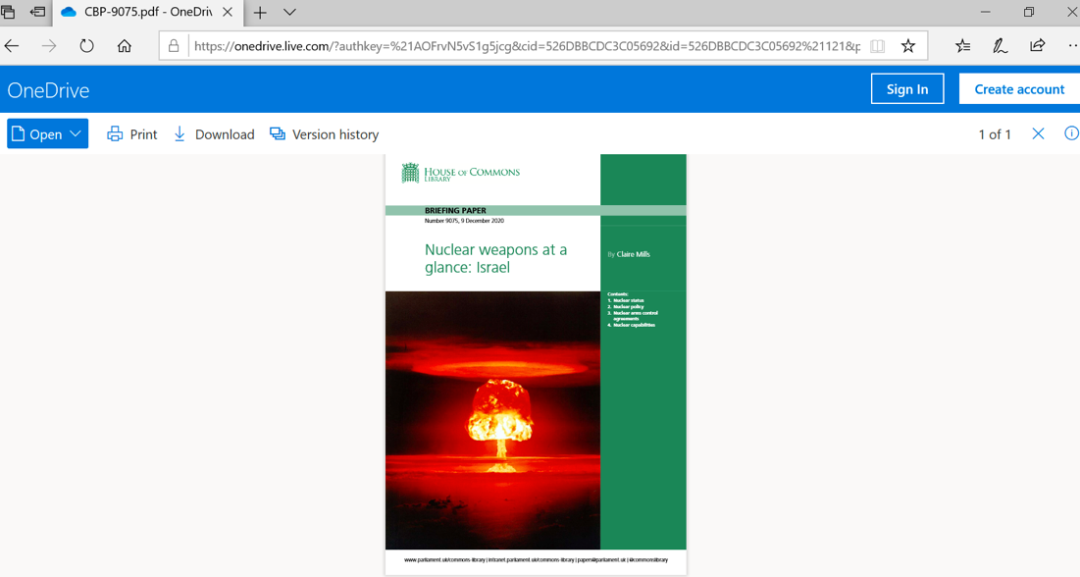 CBP-9075.pdf - OneDriv
https://onedrive.live.com/?authkey=%21AOFrvN5vS1g5jcg&cid=526DBBCDC3C05692&id=526DBBCDC3C05692%21121&p
OneDrive
Sign In
Create account
Open
Print
Download
Version history
1 of 1
HOUSE OF COMMONS
LIBRARY
BRIEFING PAPER
Number 9075, 9 December 2020
Nuclear weapons at a
glance: Israel
By Claire Mills
Contents:
1. Nuclear status
2. Nuclear policy
3. Nuclear arms control
agreements
4. Nuclear capabilities
www.parliament.uk/commons-library | intranet.parliament.uk/commons-library | papers@parliament.uk | @commonslibrary